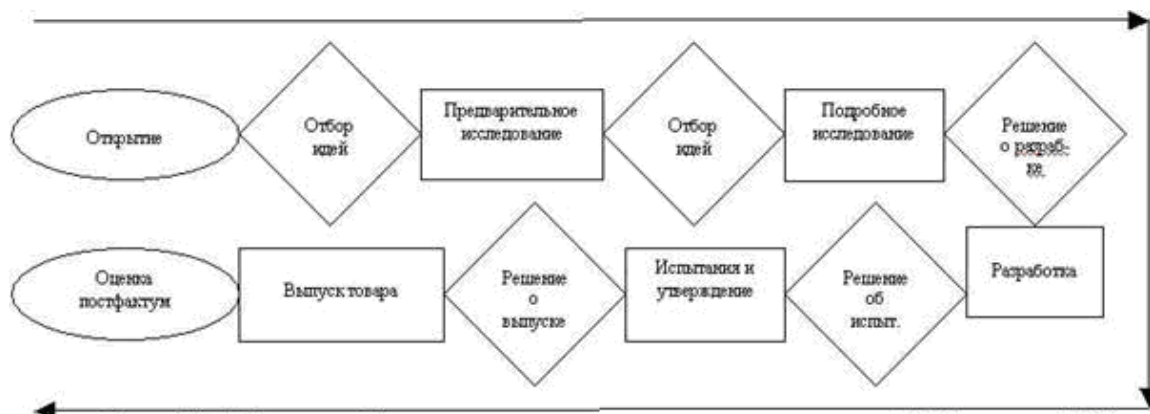 Открытие
Отбор
идей
Предварительное
исследование
Отбор
идей
Подробное
исследование
Решение
о разраб-
ке.
Оценка
постфактум
Выпуск товара
Решение
о
выпуске
Испытания и
утверждение
Решение
об
испыт.
Разработка